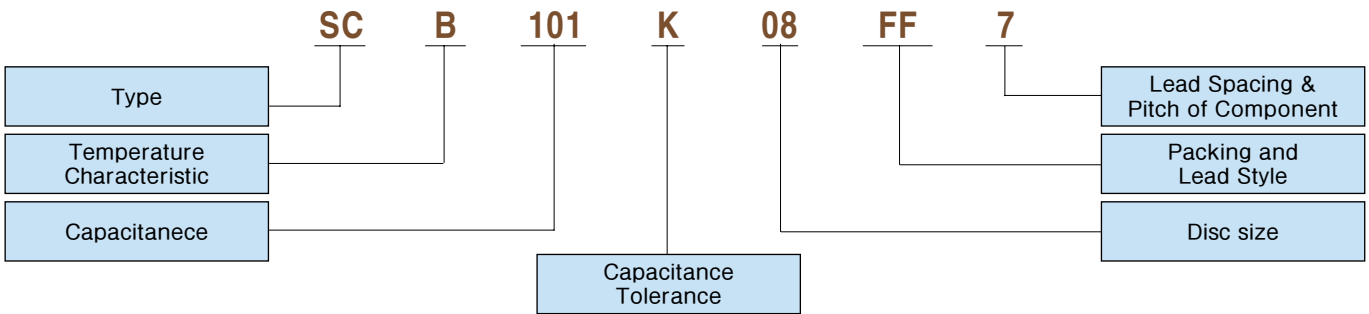 SC B 101 K 08 FF 7
Type
Lead Spacing &
Pitch of Component
Temperature
Characteristic
Packing and
Lead Style
Capacitanece
Disc size
Capacitance
Tolerance